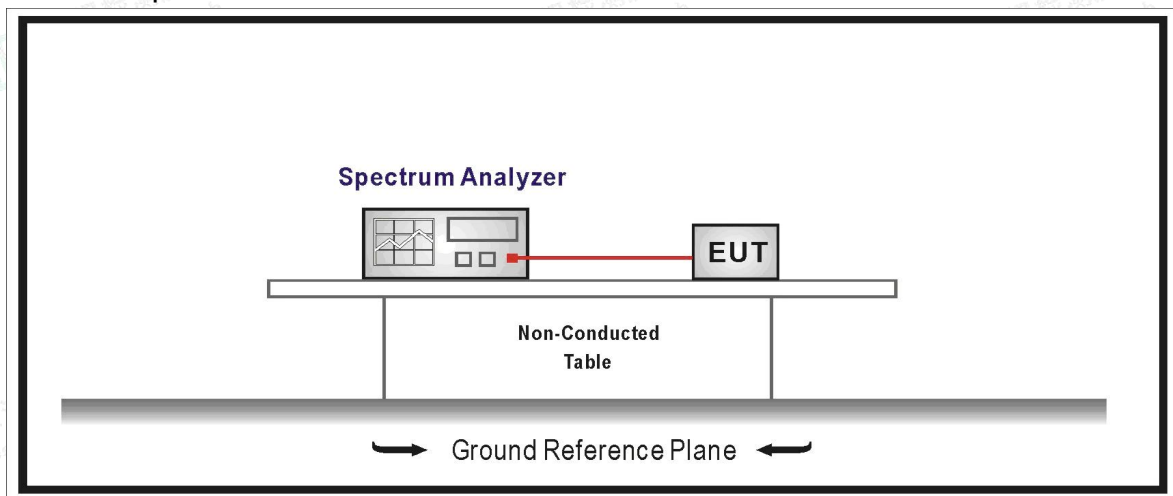 Spectrum Analyzer
EUT
Non-Conducted
Table
Ground Reference Plane